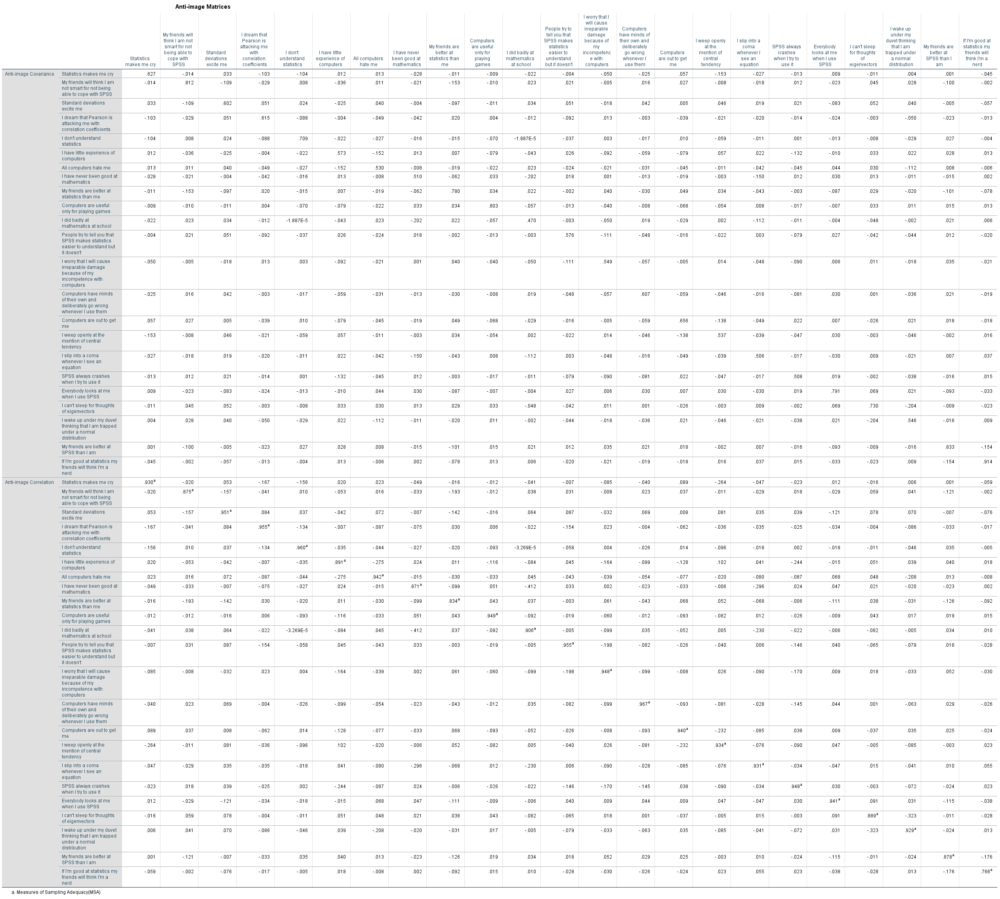 Anti-image Matrices
Statistics
makes me cry
My friends will
think I am not
smart for not
being able to
cope with
SPSS
Standard
deviations
excite me
I dream that
Pearson is
attacking me
with
correlation
coefficients
I don't
understand
statistics
I have little
experience of
computers
All computers
hate me
I have never
been good at
mathematics
My friends are
better at
statistics than
me
Computers
are useful
only for
playing
games
I did badly at
mathematics
at school
People try to
tell you that
SPSS makes
statistics
easier to
understand
but it doesn't
I worry that I
will cause
irreparable
damage
because of
my
incompetenc
e with
computers
Computers
have minds of
their own and
deliberately
go wrong
whenever I
use them
Computers
are out to get
me
I weep openly
at the
mention of
central
tendency
I slip into a
coma
whenever I
see an
equation
SPSS always
crashes
when I try to
use it
Everybody
looks at me
when I use
SPSS
I can't sleep
for thoughts
of
eigenvectors
I wake up
under my
duvet thinking
that I am
trapped under
a normal
distribution
My friends are
better at
SPSS than I
am
If I'm good at
statistics my
friends will
think I'm a
nerd
Anti-image Covariance Statistics makes me cry .627 -.014 .033 -.103 -.104 .012 .013 -.028 -.011 -.009 -.022 -.004 -.050 -.025 .057 -.153 -.027 -.013 .009 -.011 .004 .001 -.045
My friends will think I am -.014 .812 -.109 -.029 .008 -.036 .011 -.021 -.153 -.010 .023 .021 -.005 .016 .027 -.008 -.018 .012 -.023 .045 .028 -.100 -.002
not smart for not being
able to cope with SPSS
Standard deviations .033 -.109 .602 .051 .024 -.025 .040 -.004 -.097 -.011 .034 .051 -.018 .042 .005 .046 .019 .021 -.083 .052 .040 -.005 -.057
excite me
I dream that Pearson is -.103 -.029 .051 .615 -.088 -.004 -.049 -.042 .020 .004 -.012 -.092 .013 -.003 -.039 -.021 -.020 -.014 -.024 -.003 -.050 -.023 -.013
attacking me with
correlation coefficients
I don't understand -.104 .008 .024 -.088 .709 -.022 -.027 -.016 -.015 -.070 -1.887E-5 -.037 .003 -.017 .010 -.059 -.011 .001 -.013 -.008 -.029 .027 -.004
statistics
I have little experience of .012 -.036 -.025 -.004 -.022 .573 -.152 .013 .007 -.079 -.043 .026 -.092 -.059 -.079 .057 .022 -.132 -.010 .033 .022 .028 .013
computers
All computers hate me .013 .011 .040 -.049 -.027 -.152 .530 -.008 -.019 -.022 .023 -.024 -.021 -.031 -.045 -.011 -.042 -.045 .044 .030 -.112 .008 -.006
I have never been good at -.028 -.021 -.004 -.042 -.016 .013 -.008 .510 -.062 .033 -.202 .018 .001 -.013 -.019 -.003 -.150 .012 .030 .013 -.011 -.015 .002
mathematics
My friends are better at -.011 -.153 -.097 .020 -.015 .007 -.019 -.062 .780 .034 .022 -.002 .040 -.030 .049 .034 -.043 -.003 -.087 .029 -.020 -.101 -.078
statistics than me
Computers are useful -.009 -.010 -.011 .004 -.070 -.079 -.022 .033 .034 .803 -.057 -.013 -.040 -.008 -.068 -.054 .008 -.017 -.007 .033 .011 .015 .013
only for playing games
I did badly at -.022 .023 .034 -.012 -1.887E-5 -.043 .023 -.202 .022 -.057 .470 -.003 -.050 .019 -.029 .002 -.112 -.011 -.004 -.048 -.002 .021 .006
mathematics at school
People try to tell you that -.004 .021 .051 -.092 -.037 .026 -.024 .018 -.002 -.013 -.003 .576 -.111 -.048 -.016 -.022 .003 -.079 .027 -.042 -.044 .012 -.020
SPSS makes statistics
easier to understand but
it doesn't
I worry that I will cause -.050 -.005 -.018 .013 .003 -.092 -.021 .001 .040 -.040 -.050 -.111 .549 -.057 -.005 .014 -.048 -.090 .006 .011 -.018 .035 -.021
irreparable damage
because of my
incompetence with
computers
Computers have minds -.025 .016 .042 -.003 -.017 -.059 -.031 -.013 -.030 -.008 .019 -.048 -.057 .607 -.059 -.046 -.016 -.081 .030 .001 -.036 .021 -.019
of their own and
deliberately go wrong
whenever I use them
Computers are out to get .057 .027 .005 -.039 .010 -.079 -.045 -.019 .049 -.068 -.029 -.016 -.005 -.059 .656 -.138 -.049 .022 .007 -.026 .021 .018 -.018
me
I weep openly at the -.153 -.008 .046 -.021 -.059 .057 -.011 -.003 .034 -.054 .002 -.022 .014 -.046 -.138 .537 -.039 -.047 .030 -.003 -.046 -.002 .016
mention of central
tendency
I slip into a coma -.027 -.018 .019 -.020 -.011 .022 -.042 -.150 -.043 .008 -.112 .003 -.048 -.016 -.049 -.039 .506 -.017 -.030 .009 -.021 .007 .037
whenever I see an
equation
SPSS always crashes -.013 .012 .021 -.014 .001 -.132 -.045 .012 -.003 -.017 -.011 -.079 -.090 -.081 .022 -.047 -.017 .508 .019 -.002 -.038 -.016 .015
when I try to use it
Everybody looks at me .009 -.023 -.083 -.024 -.013 -.010 .044 .030 -.087 -.007 -.004 .027 .006 .030 .007 .030 -.030 .019 .791 .069 .021 -.093 -.033
when I use SPSS
I can't sleep for thoughts -.011 .045 .052 -.003 -.008 .033 .030 .013 .029 .033 -.048 -.042 .011 .001 -.026 -.003 .009 -.002 .069 .730 -.204 -.009 -.023
of eigenvectors
I wake up under my duvet .004 .028 .040 -.050 -.029 .022 -.112 -.011 -.020 .011 -.002 -.044 -.018 -.036 .021 -.046 -.021 -.038 .021 -.204 .546 -.016 .009
thinking that I am trapped
under a normal
distribution
My friends are better at .001 -.100 -.005 -.023 .027 .028 .008 -.015 -.101 .015 .021 .012 .035 .021 .018 -.002 .007 -.016 -.093 -.009 -.016 .833 -.154
SPSS than I am
If I'm good at statistics my -.045 -.002 -.057 -.013 -.004 .013 -.006 .002 -.078 .013 .006 -.020 -.021 -.019 -.018 .016 .037 .015 -.033 -.023 .009 -.154 .914
friends will think I'm a
nerd
Anti-image Correlation Statistics makes me cry .930a -.020 .053 -.167 -.156 .020 .023 -.049 -.016 -.012 -.041 -.007 -.085 -.040 .089 -.264 -.047 -.023 .012 -.016 .006 .001 -.059
My friends will think I am -.020 .875a -.157 -.041 .010 -.053 .016 -.033 -.193 -.012 .038 .031 -.008 .023 .037 -.011 -.029 .018 -.029 .059 .041 -.121 -.002
not smart for not being
able to cope with SPSS
Standard deviations .053 -.157 .951a .084 .037 -.042 .072 -.007 -.142 -.016 .064 .087 -.032 .069 .008 .081 .035 .039 -.121 .078 .070 -.007 -.076
excite me
I dream that Pearson is -.167 -.041 .084 .955a -.134 -.007 -.087 -.075 .030 .006 -.022 -.154 .023 -.004 -.062 -.036 -.035 -.025 -.034 -.004 -.086 -.033 -.017
attacking me with
correlation coefficients
I don't understand -.156 .010 .037 -.134 .960a -.035 -.044 -.027 -.020 -.093 -3.269E-5 -.058 .004 -.026 .014 -.096 -.018 .002 -.018 -.011 -.046 .035 -.005
statistics
I have little experience of .020 -.053 -.042 -.007 -.035 .891a -.275 .024 .011 -.116 -.084 .045 -.164 -.099 -.128 .102 .041 -.244 -.015 .051 .039 .040 .018
computers
All computers hate me .023 .016 .072 -.087 -.044 -.275 .942a -.015 -.030 -.033 .045 -.043 -.039 -.054 -.077 -.020 -.080 -.087 .068 .048 -.208 .013 -.008
I have never been good at -.049 -.033 -.007 -.075 -.027 .024 -.015 .871a -.099 .051 -.412 .033 .002 -.023 -.033 -.006 -.296 .024 .047 .021 -.020 -.023 .002
mathematics
My friends are better at -.016 -.193 -.142 .030 -.020 .011 -.030 -.099 .834a .043 .037 -.003 .061 -.043 .068 .052 -.068 -.006 -.111 .038 -.031 -.126 -.092
statistics than me
Computers are useful -.012 -.012 -.016 .006 -.093 -.116 -.033 .051 .043 .949a -.092 -.019 -.060 -.012 -.093 -.082 .012 -.026 -.009 .043 .017 .019 .015
only for playing games
I did badly at -.041 .038 .064 -.022 -3.269E-5 -.084 .045 -.412 .037 -.092 .906a -.005 -.099 .035 -.052 .005 -.230 -.022 -.006 -.082 -.005 .034 .010
mathematics at school
People try to tell you that -.007 .031 .087 -.154 -.058 .045 -.043 .033 -.003 -.019 -.005 .955a -.198 -.082 -.026 -.040 .006 -.146 .040 -.065 -.079 .018 -.028
SPSS makes statistics
easier to understand but
it doesn't
I worry that I will cause -.085 -.008 -.032 .023 .004 -.164 -.039 .002 .061 -.060 -.099 -.198 .948a -.099 -.008 .026 -.090 -.170 .009 .018 -.033 .052 -.030
irreparable damage
because of my
incompetence with
computers
Computers have minds -.040 .023 .069 -.004 -.026 -.099 -.054 -.023 -.043 -.012 .035 -.082 -.099 .967a -.093 -.081 -.028 -.145 .044 .001 -.063 .029 -.026
of their own and
deliberately go wrong
whenever I use them
Computers are out to get .089 .037 .008 -.062 .014 -.128 -.077 -.033 .068 -.093 -.052 -.026 -.008 -.093 .940a -.232 -.085 .038 .009 -.037 .035 .025 -.024
me
I weep openly at the -.264 -.011 .081 -.036 -.096 .102 -.020 -.006 .052 -.082 .005 -.040 .026 -.081 -.232 .934a -.076 -.090 .047 -.005 -.085 -.003 .023
mention of central
tendency
I slip into a coma -.047 -.029 .035 -.035 -.018 .041 -.080 -.296 -.068 .012 -.230 .006 -.090 -.028 -.085 -.076 .931a -.034 -.047 .015 -.041 .010 .055
whenever I see an
equation
SPSS always crashes -.023 .018 .039 -.025 .002 -.244 -.087 .024 -.006 -.026 -.022 -.146 -.170 -.145 .038 -.090 -.034 .948a .030 -.003 -.072 -.024 .023
when I try to use it
Everybody looks at me .012 -.029 -.121 -.034 -.018 -.015 .068 .047 -.111 -.009 -.006 .040 .009 .044 .009 .047 -.047 .030 .941a .091 .031 -.115 -.038
when I use SPSS
I can't sleep for thoughts -.016 .059 .078 -.004 -.011 .051 .048 .021 .038 .043 -.082 -.065 .018 .001 -.037 -.005 .015 -.003 .091 .889a -.323 -.011 -.028
of eigenvectors
I wake up under my duvet .006 .041 .070 -.086 -.046 .039 -.208 -.020 -.031 .017 -.005 -.079 -.033 -.063 .035 -.085 -.041 -.072 .031 -.323 .929a -.024 .013
thinking that I am trapped
under a normal
distribution
My friends are better at .001 -.121 -.007 -.033 .035 .040 .013 -.023 -.126 .019 .034 .018 .052 .029 .025 -.003 .010 -.024 -.115 -.011 -.024 .878a -.176
SPSS than I am
If I'm good at statistics my -.059 -.002 -.076 -.017 -.005 .018 -.008 .002 -.092 .015 .010 -.028 -.030 -.026 -.024 .023 .055 .023 -.038 -.028 .013 -.176 .766a
friends will think I'm a
nerd
a. Measures of Sampling Adequacy(MSA)